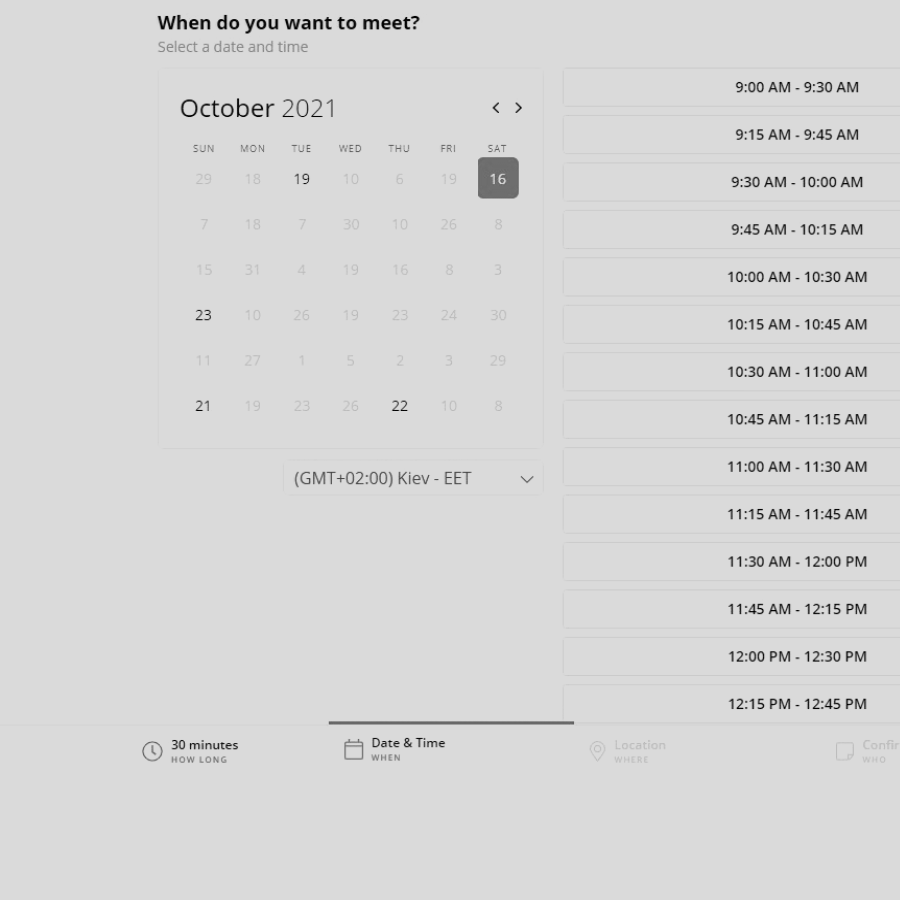 When do you want to meet?
Select a date and time
October 2021
SUN MON TUE WED THU FRI SAT
29 18 19 10 6 19 16
7 18 7 30 10 26 8
15 31 4 19 16 8 3
23 10 26 19 23 24 30
11 27 1 5 2 3 29
21 19 23 26 22 10 8
(GMT+02:00) Kiev - EET
9:00 AM - 9:30 AM
9:15 AM - 9:45 AM
9:30 AM - 10:00 AM
9:45 AM - 10:15 AM
10:00 AM - 10:30 AM
10:15 AM - 10:45 AM
10:30 AM - 11:00 AM
10:45 AM - 11:15 AM
11:00 AM - 11:30 AM
11:15 AM - 11:45 AM
11:30 AM - 12:00 PM
11:45 AM - 12:15 PM
12:00 PM - 12:30 PM
12:15 PM - 12:45 PM
30 minutes
HOW LONG
Date & Time
WHEN
Location
WHERE
Confir
WHO